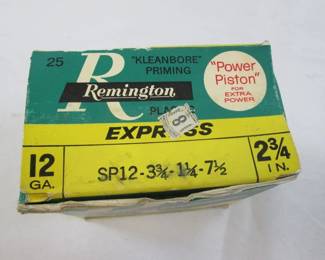 25
"KLEANBORE"
PRIMING
Remington
"Power
Piston"
FOR
EXTRA
POWER
EXPRESS
12
GA.
SP12-3¾-1¼-7½
2¾
IN.
8